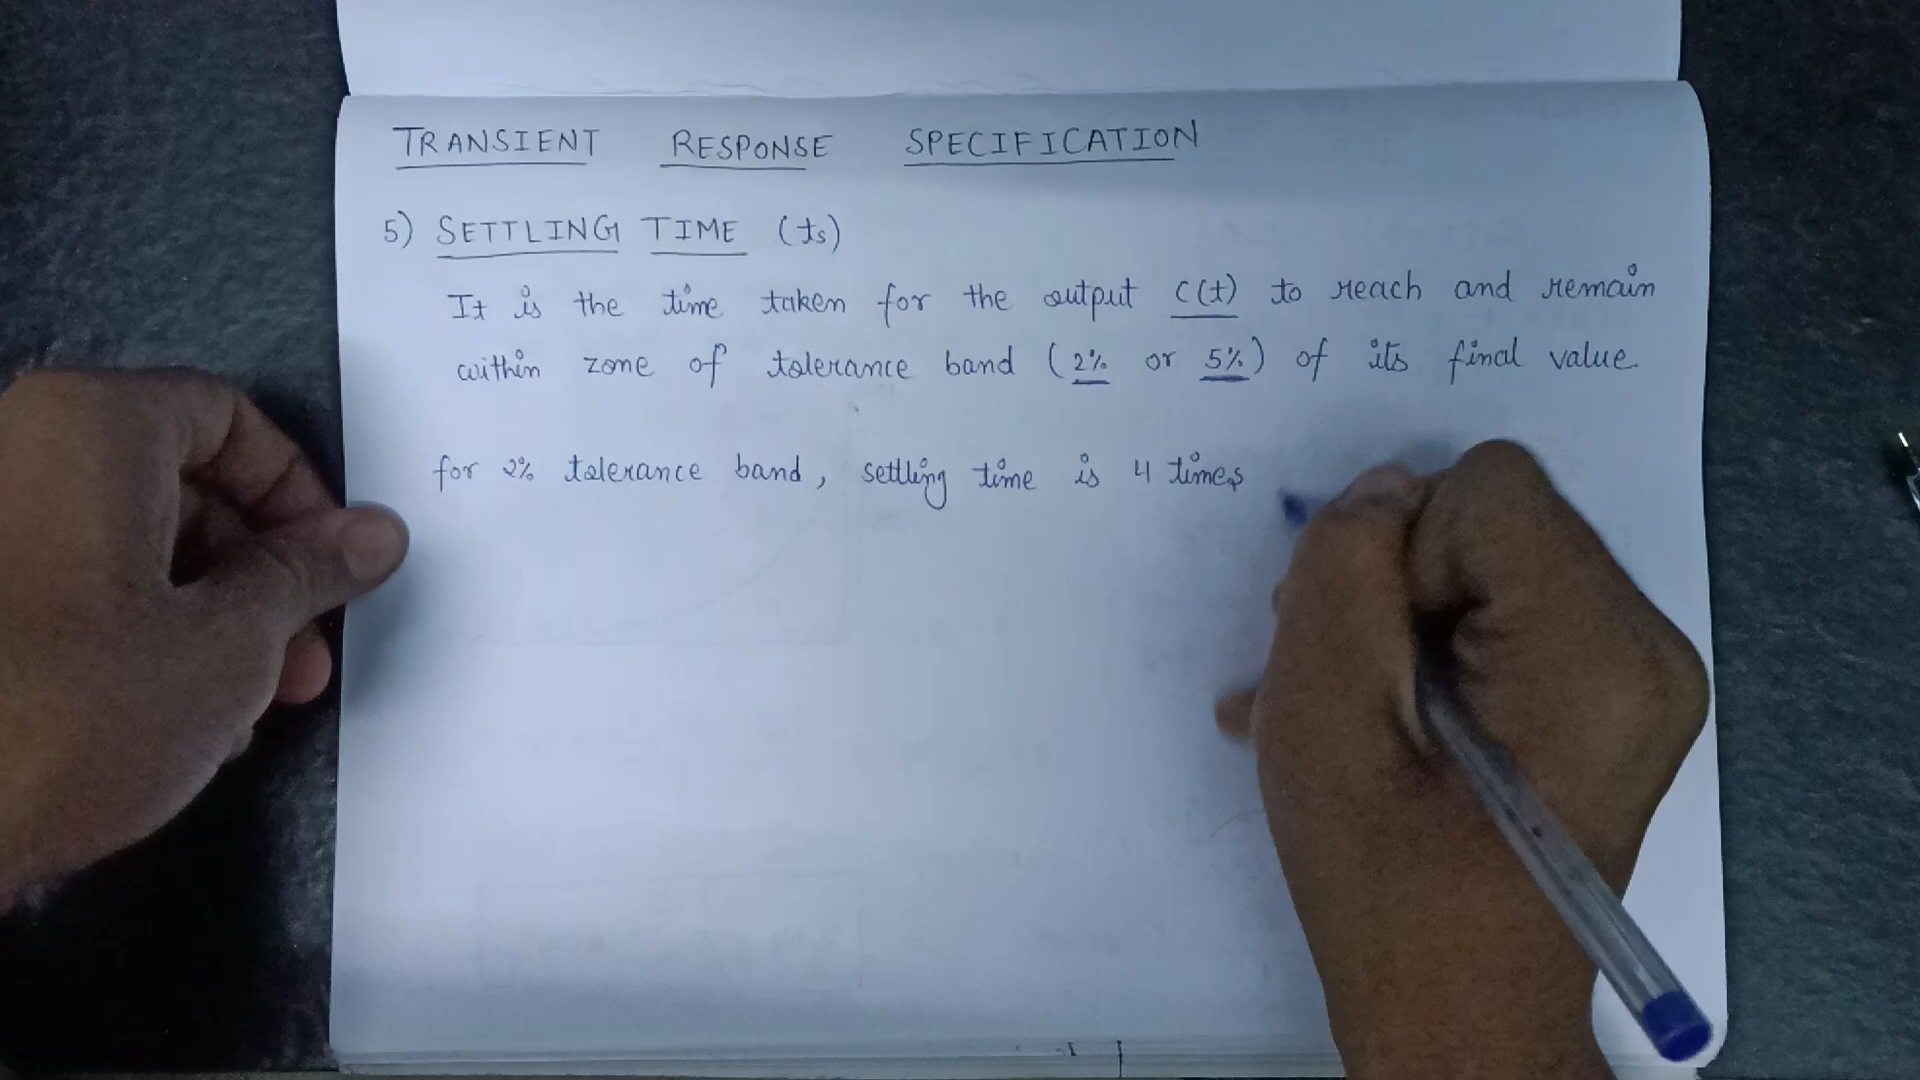 TRANSIENT RESPONSE SPECIFICATION
5) SETTLING TIME (ts)
It is the time taken for the output c(t) to reach and remain
within zone of tolerance band (2% or 5%) of its final value
for 2% tolerance band, settling time is 4 times